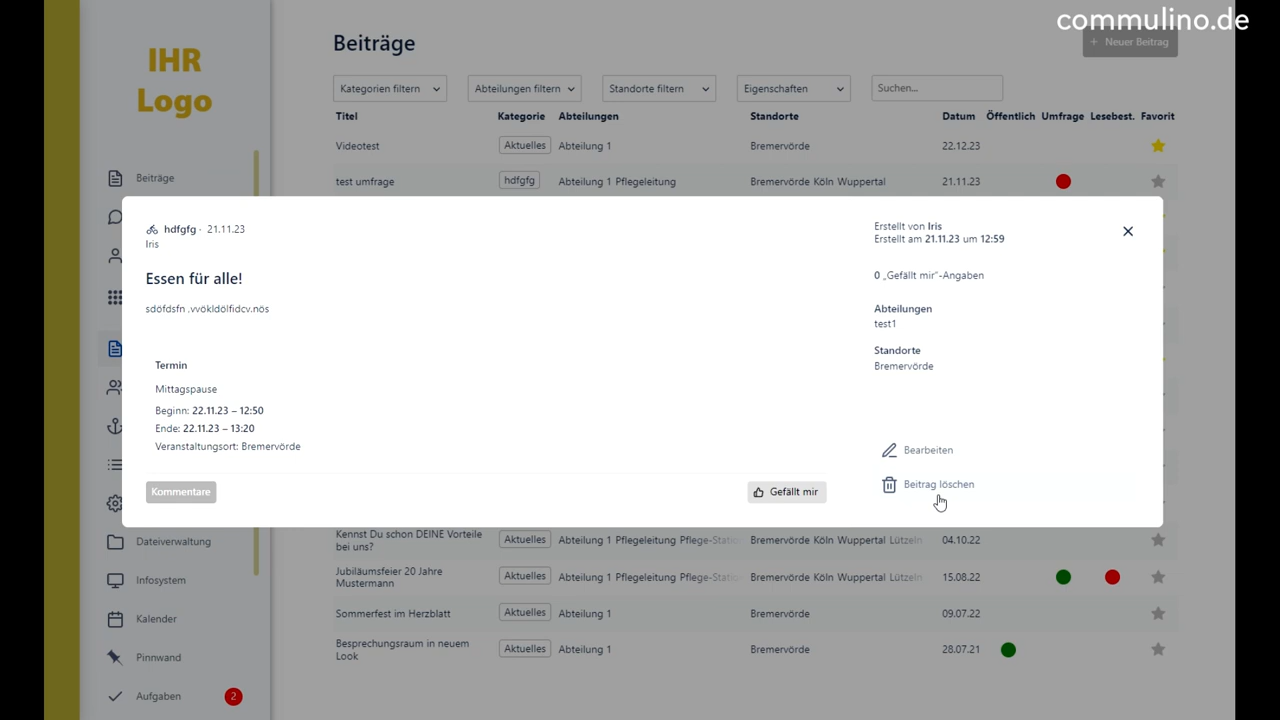 commulino.de
IHR
Logo
Beiträge
+ Neuer Beitrag
Kategorien filtern
Abteilungen filtern
Standorte filtern
Eigenschaften
Suchen...
Titel Kategorie Abteilungen Standorte Datum Öffentlich Umfrage Lesebest. Favorit
Videotest Aktuelles Abteilung 1 Bremervörde 22.12.23
Beiträge
test umfrage hdfgfg Abteilung 1 Pflegeleitung Bremervörde Köln Wuppertal 21.11.23
hdfgfg · 21.11.23
Iris
Essen für alle!
sdöfdsfn .vvökldölfidcv.nös
Termin
Mittagspause
Beginn: 22.11.23 – 12:50
Ende: 22.11.23 – 13:20
Veranstaltungsort: Bremervörde
Kommentare
Gefällt mir
Erstellt von Iris
Erstellt am 21.11.23 um 12:59
0 „Gefällt mir“-Angaben
Abteilungen
test1
Standorte
Bremervörde
Bearbeiten
Beitrag löschen
Kennst Du schon DEINE Vorteile
bei uns?
Aktuelles Abteilung 1 Pflegeleitung Pflege-Static Bremervörde Köln Wuppertal Lützeln 04.10.22
Jubiläumsfeier 20 Jahre
Mustermann
Aktuelles Abteilung 1 Pflegeleitung Pflege-Static Bremervörde Köln Wuppertal Lützeln 15.08.22
Sommerfest im Herzblatt Aktuelles Abteilung 1 Bremervörde 09.07.22
Besprechungsraum in neuem
Look
Aktuelles Abteilung 1 Bremervörde 28.07.21
Dateiverwaltung
Infosystem
Kalender
Pinnwand
Aufgaben 2